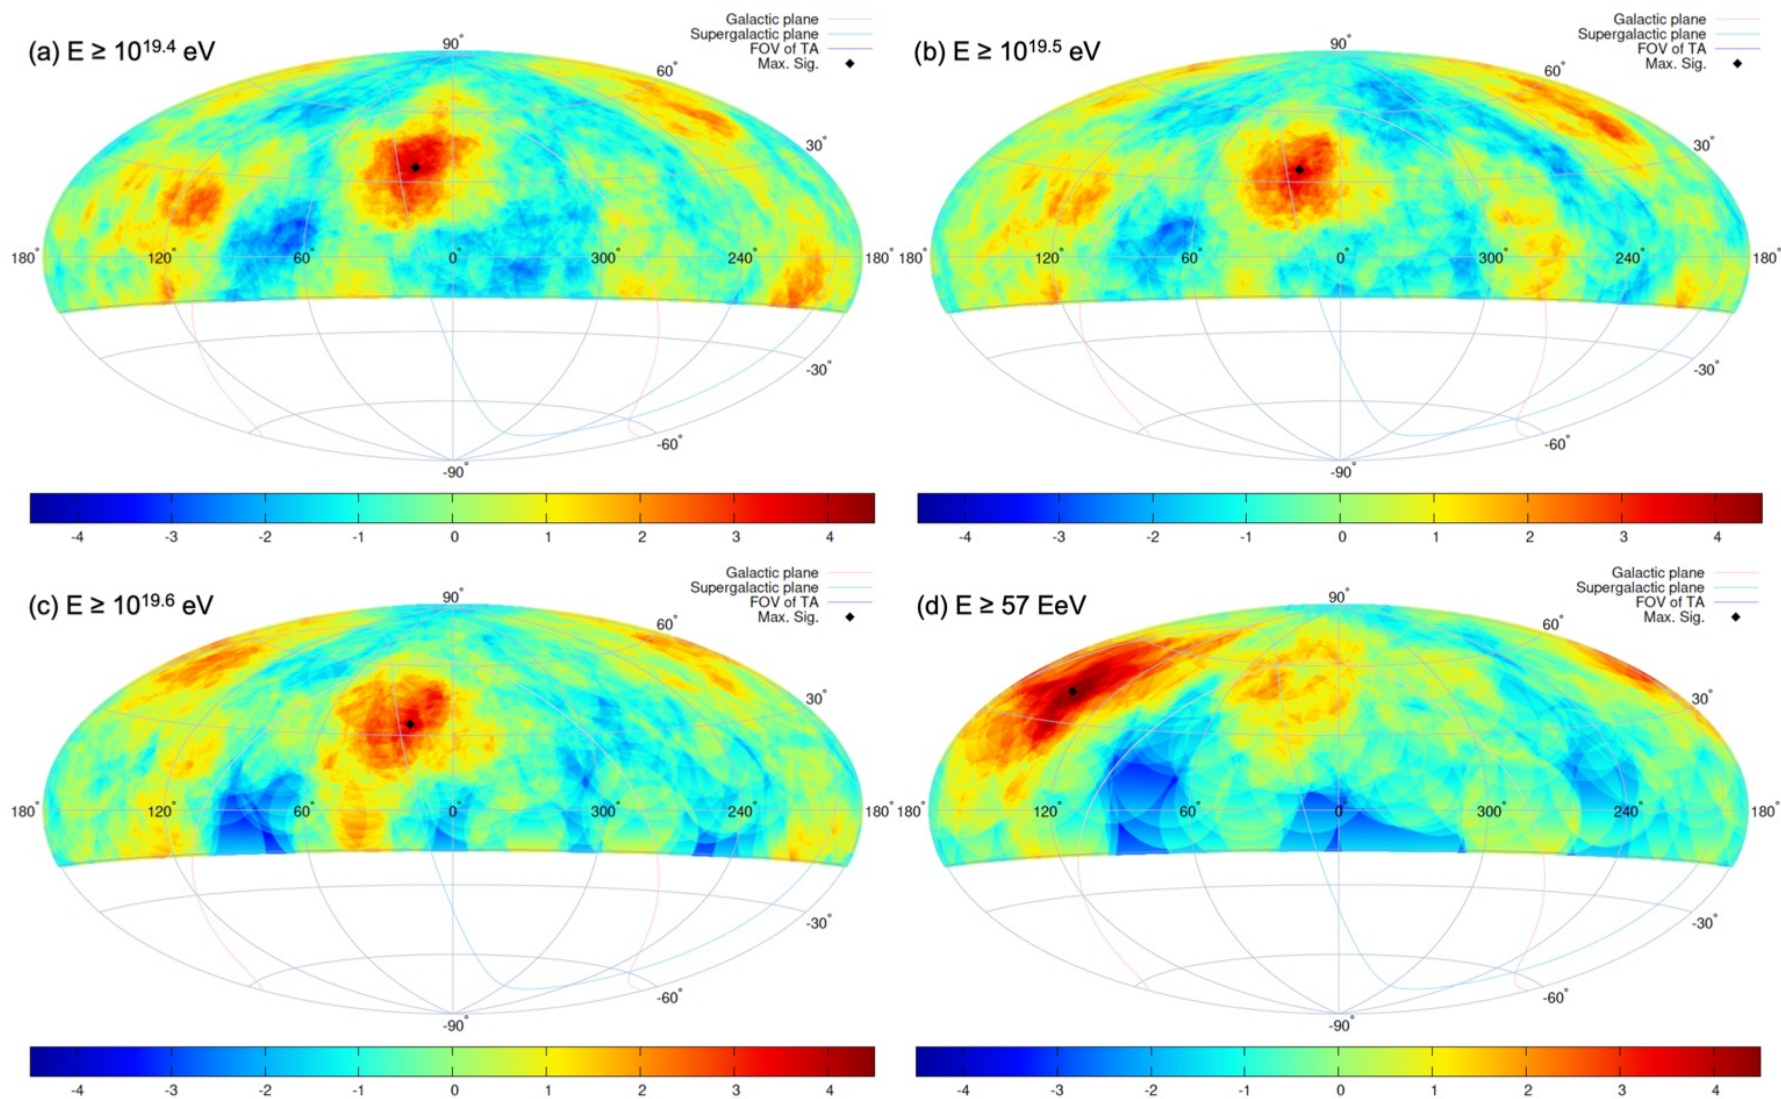 (a) E ≥ 10^19.4 eV
Galactic plane
Supergalactic plane
FOV of TA
Max. Sig.
90°
60°
30°
180° 120 60 0 300 240 180°
-30°
-60°
-90°
-4 -3 -2 -1 0 1 2 3 4
(b) E ≥ 10^19.5 eV
Galactic plane
Supergalactic plane
FOV of TA
Max. Sig.
90°
60°
30°
180° 120° 60° 0° 300° 240° 180°
-30°
-60°
-90°
-4 -3 -2 -1 0 1 2 3 4
(c) E ≥ 10^19.6 eV
Galactic plane
Supergalactic plane
FOV of TA
Max. Sig.
90°
60°
30°
180° 120° 60° 0° 300° 240° 180°
-30°
-60°
-90°
-4 -3 -2 -1 0 1 2 3 4
(d) E ≥ 57 EeV
Galactic plane
Supergalactic plane
FOV of TA
Max. Sig.
90°
60°
30°
180° 120° 60° 0° 300° 240° 180°
-30°
-60°
-90°
-4 -3 -2 -1 0 1 2 3 4